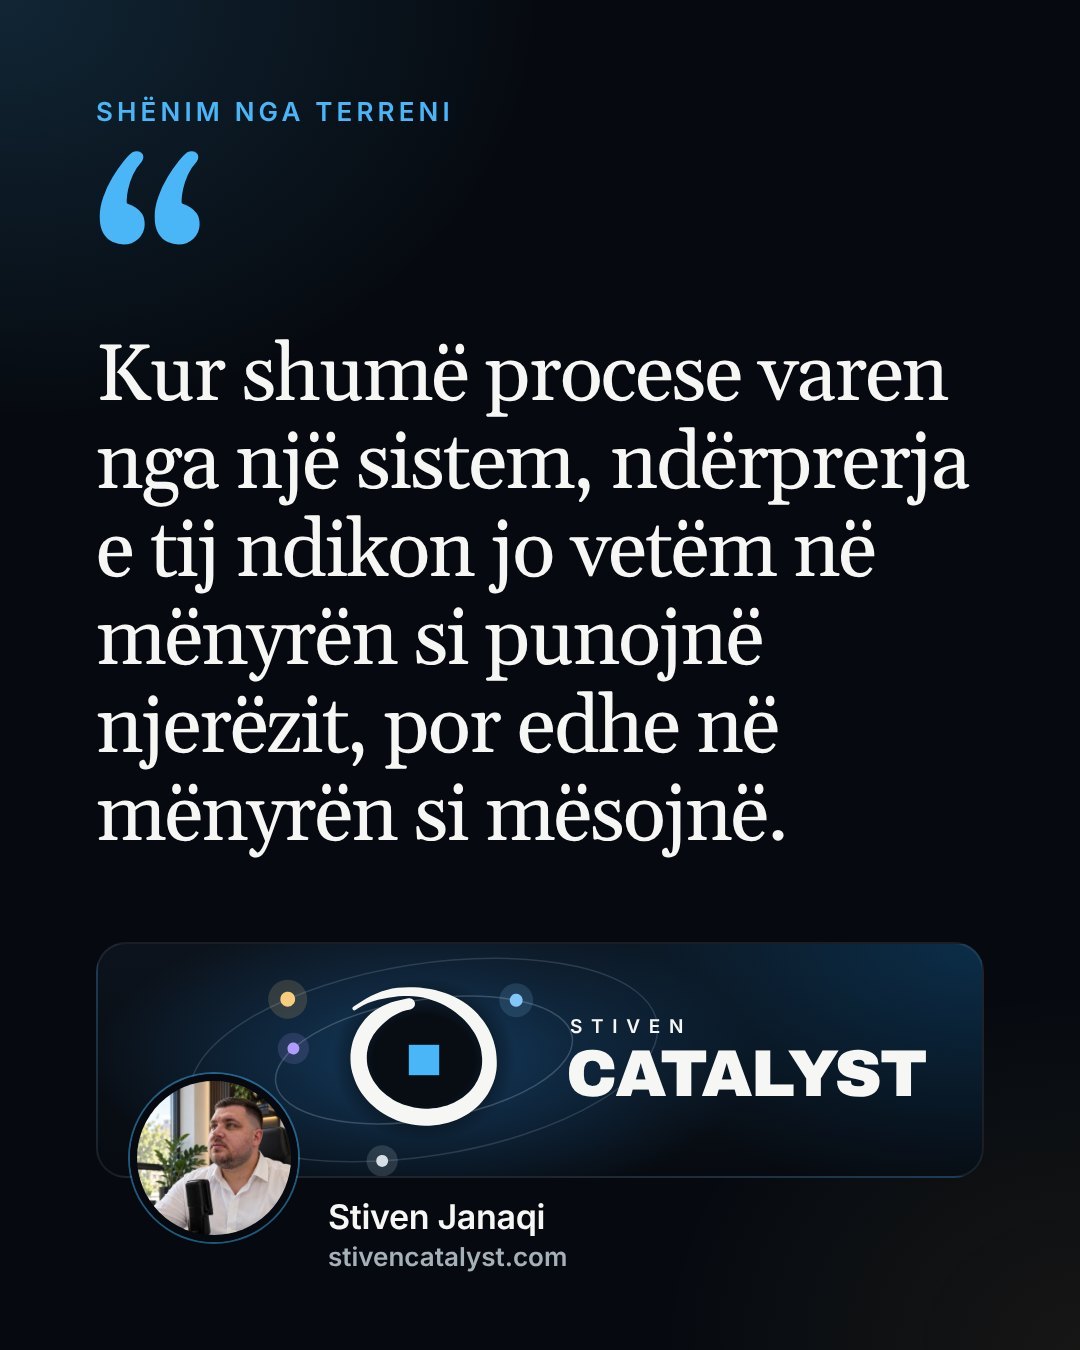 SHËNIM NGA TERRENI
“
Kur shumë procese varen
nga një sistem, ndërprerja
e tij ndikon jo vetëm në
mënyrën si punojnë
njerëzit, por edhe në
mënyrën si mësojnë.
STIVEN
CATALYST
Stiven Janaqi
stivencatalyst.com